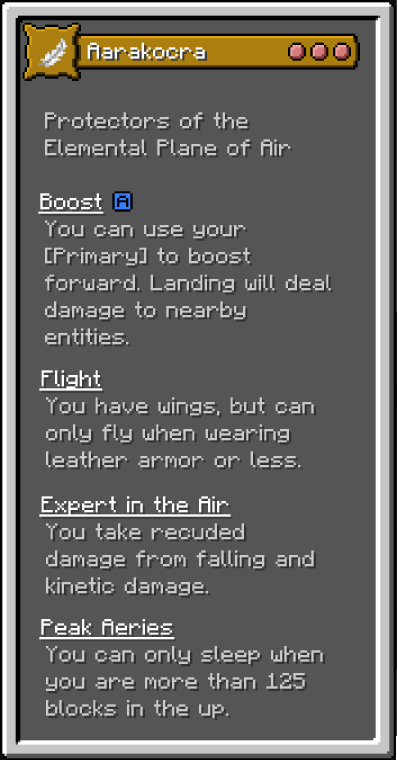 Aarakocra
Protectors of the
Elemental Plane of Air
Boost A
You can use your
[Primary] to boost
forward. Landing will deal
damage to nearby
entities.
Flight
You have wings, but can
only fly when wearing
leather armor or less.
Expert in the Air
You take recuded
damage from falling and
kinetic damage.
Peak Aeries
You can only sleep when
you are more than 125
blocks in the up.